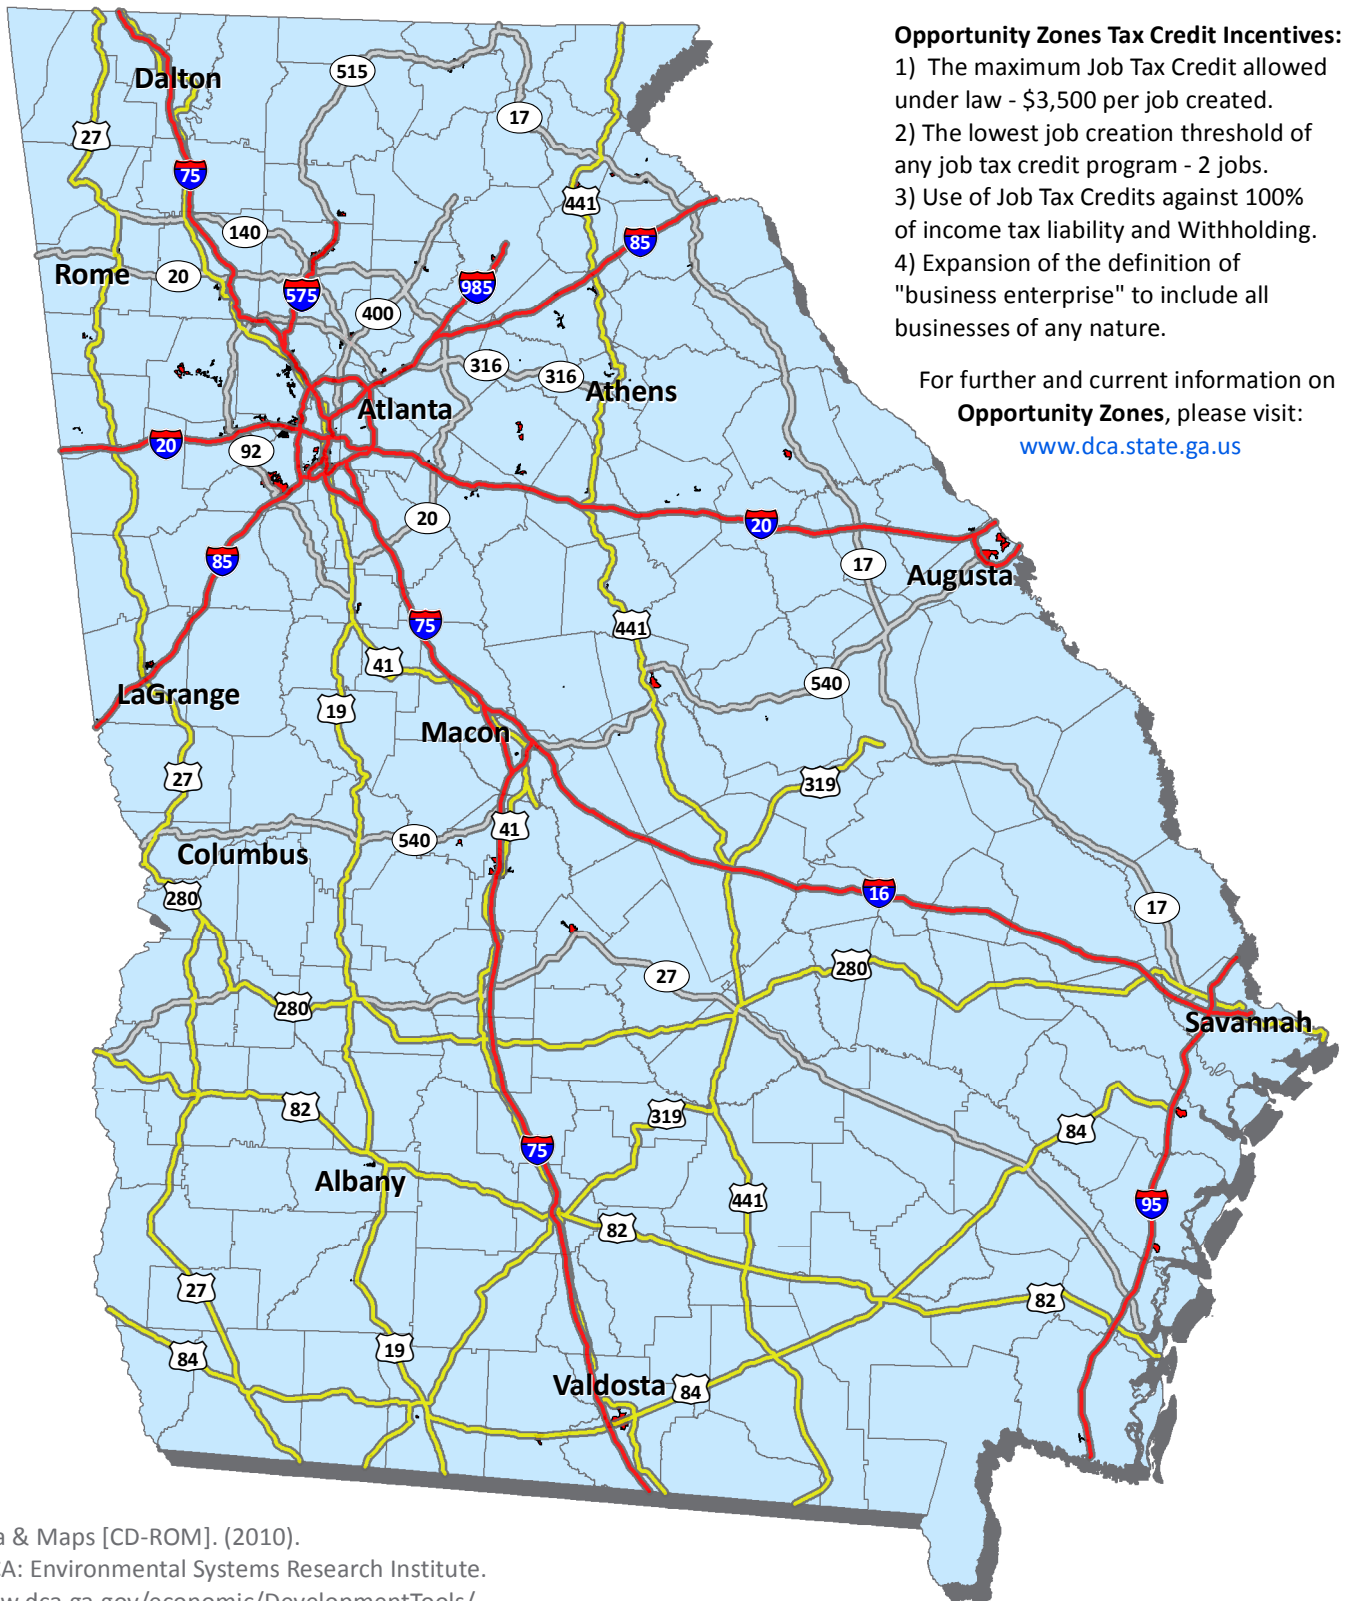 Opportunity Zones Tax Credit Incentives:
1)  The maximum Job Tax Credit allowed
under law - $3,500 per job created.
2) The lowest job creation threshold of
any job tax credit program - 2 jobs.
3) Use of Job Tax Credits against 100%
of income tax liability and Withholding.
4) Expansion of the definition of
"business enterprise" to include all
businesses of any nature.
For further and current information on
Opportunity Zones, please visit:
www.dca.state.ga.us
515
Dalton
17
27
75
441
140
85
Rome
20
575
985
400
316
316
Athens
Atlanta
20
92
20
20
85
17
Augusta
75
441
41
540
LaGrange
19
Macon
27
319
41
540
Columbus
280
16
17
27
280
280
Savannah
82
319
84
75
Albany
441
95
82
27
82
19
84
Valdosta
84
a & Maps [CD-ROM]. (2010).
CA: Environmental Systems Research Institute.
w.dca.ga.gov/economic/DevelopmentTools/